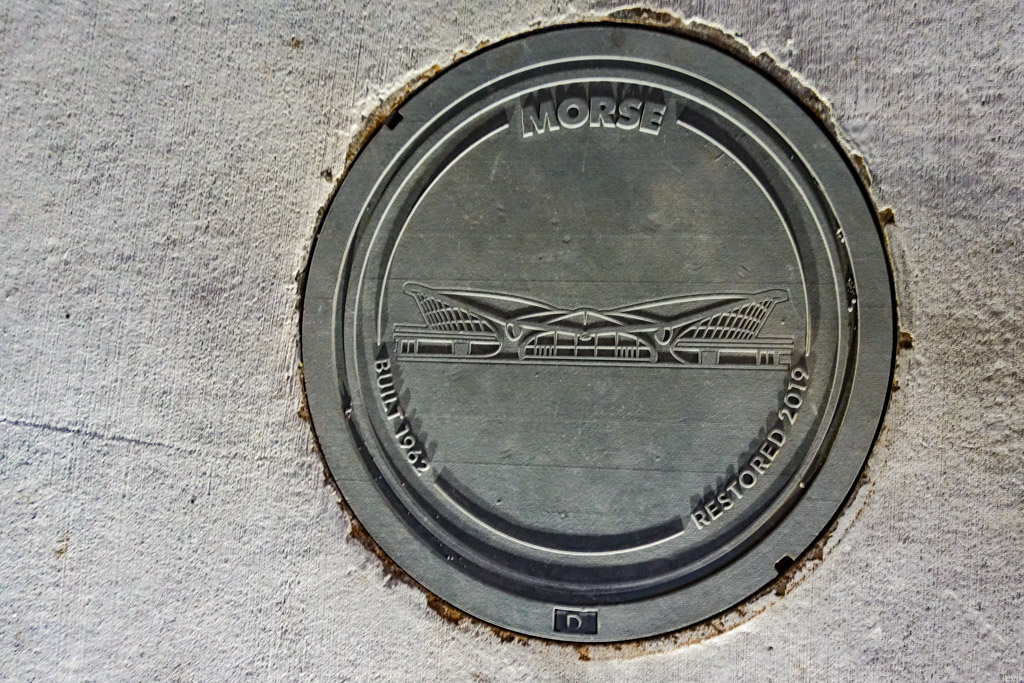 MORSE
BUILT 1962
RESTORED 2019
D